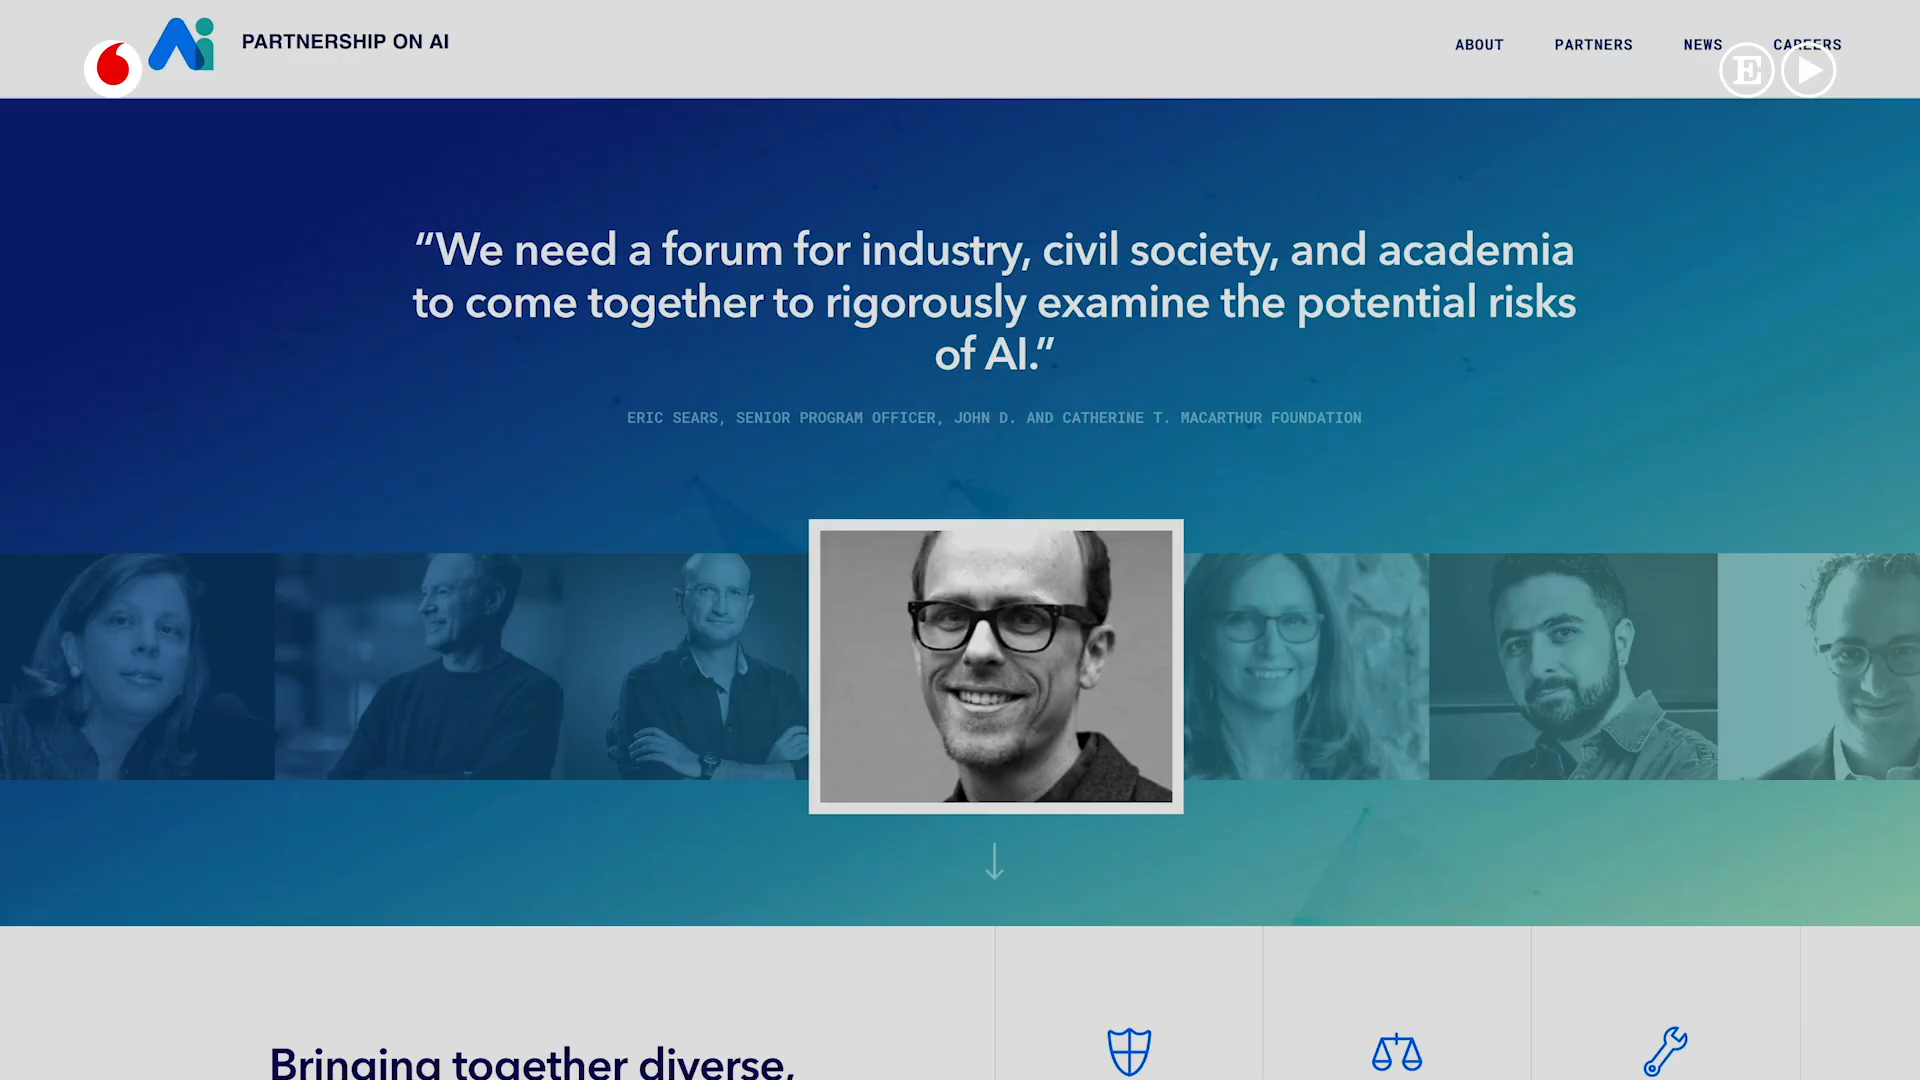 PARTNERSHIP ON AI
ABOUT PARTNERS NEWS CAREERS
E
“We need a forum for industry, civil society, and academia
to come together to rigorously examine the potential risks
of AI.”
ERIC SEARS, SENIOR PROGRAM OFFICER, JOHN D. AND CATHERINE T. MACARTHUR FOUNDATION
Bringing together diverse,